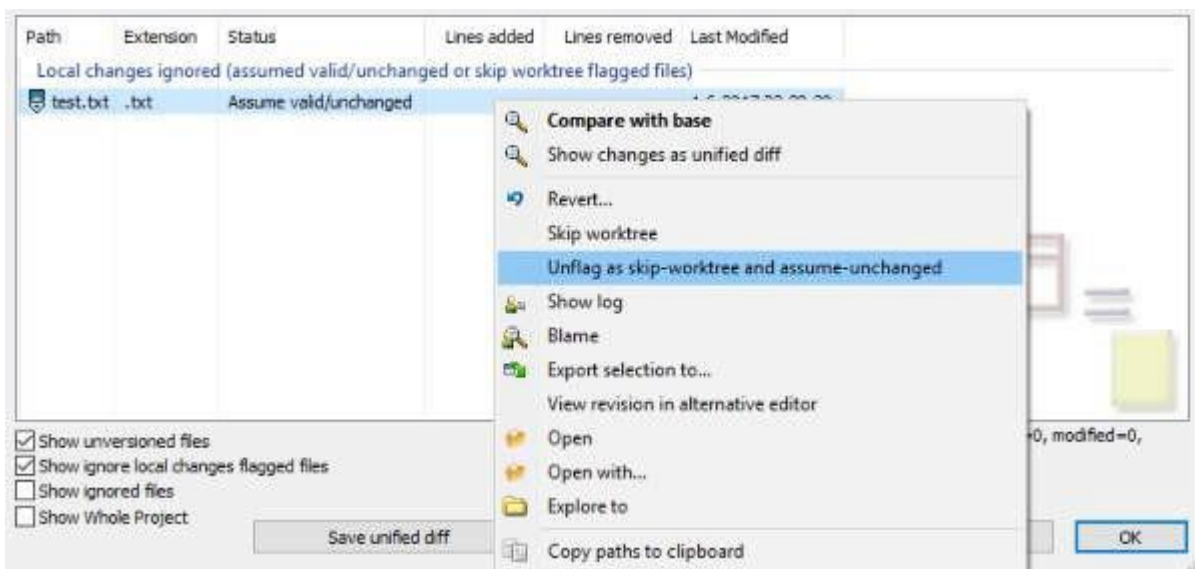 Path Extension Status Lines added Lines removed Last Modified
Local changes ignored (assumed valid/unchanged or skip worktree flagged files)
test.txt .txt Assume valid/unchanged
Compare with base
Show changes as unified diff
Revert...
Skip worktree
Unflag as skip-worktree and assume-unchanged
Show log
Blame
Export selection to...
View revision in alternative editor
Open
Open with...
Explore to
Copy paths to clipboard
Show unversioned files
=0, modified=0,
Show ignore local changes flagged files
Show ignored files
Show Whole Project
Save unified diff
OK